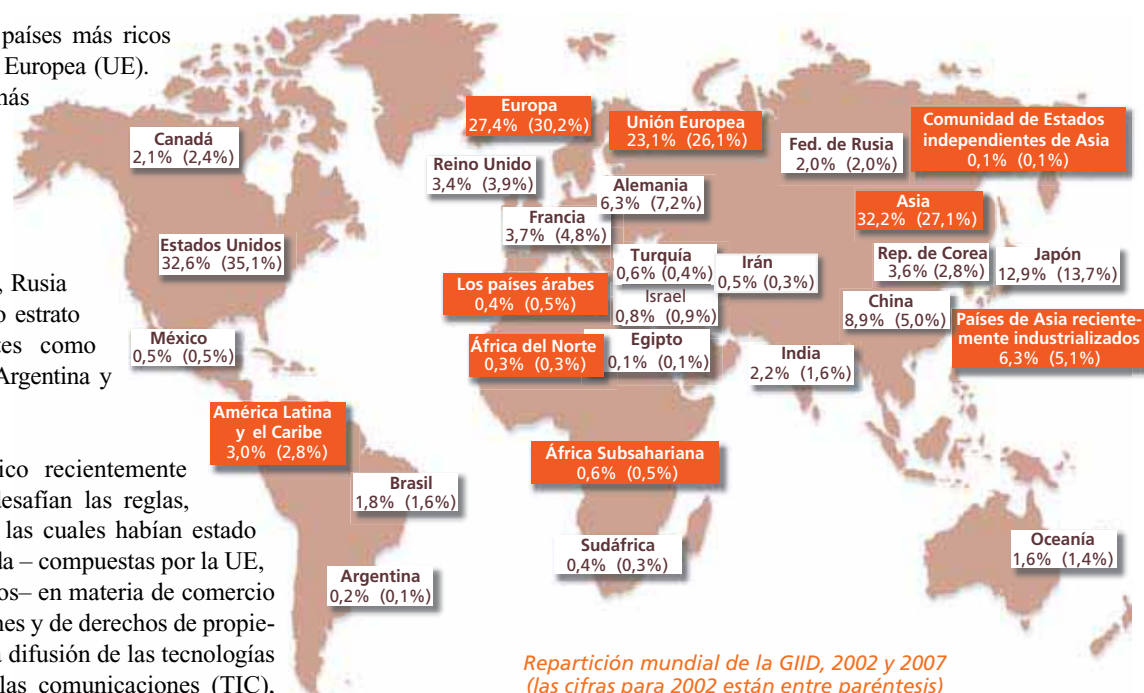 países más ricos
Europea (UE).
más
, Rusia
o estrato
tes como
Argentina y
ico recientemente
desafían las reglas,
las cuales habían estado
da – compuestas por la UE,
os– en materia de comercio
nes y de derechos de propie-
a difusión de las tecnologías
las comunicaciones (TIC),
Canadá
2,1% (2,4%)
Estados Unidos
32,6% (35,1%)
México
0,5% (0,5%)
América Latina
y el Caribe
3,0% (2,8%)
Brasil
1,8% (1,6%)
Argentina
0,2% (0,1%)
Europa
27,4% (30,2%)
Unión Europea
23,1% (26,1%)
Reino Unido
3,4% (3,9%)
Alemania
6,3% (7,2%)
Francia
3,7% (4,8%)
Turquía
0,6% (0,4%)
Irán
0,5% (0,3%)
Los países árabes
0,4% (0,5%)
Israel
0,8% (0,9%)
África del Norte
0,3% (0,3%)
Egipto
0,1% (0,1%)
África Subsahariana
0,6% (0,5%)
Sudáfrica
0,4% (0,3%)
Fed. de Rusia
2,0% (2,0%)
Comunidad de Estados
independientes de Asia
0,1% (0,1%)
Asia
32,2% (27,1%)
Rep. de Corea
3,6% (2,8%)
Japón
12,9% (13,7%)
China
8,9% (5,0%)
Países de Asia reciente-
mente industrializados
6,3% (5,1%)
India
2,2% (1,6%)
Oceanía
1,6% (1,4%)
Repartición mundial de la GIID, 2002 y 2007
(las cifras para 2002 están entre paréntesis)